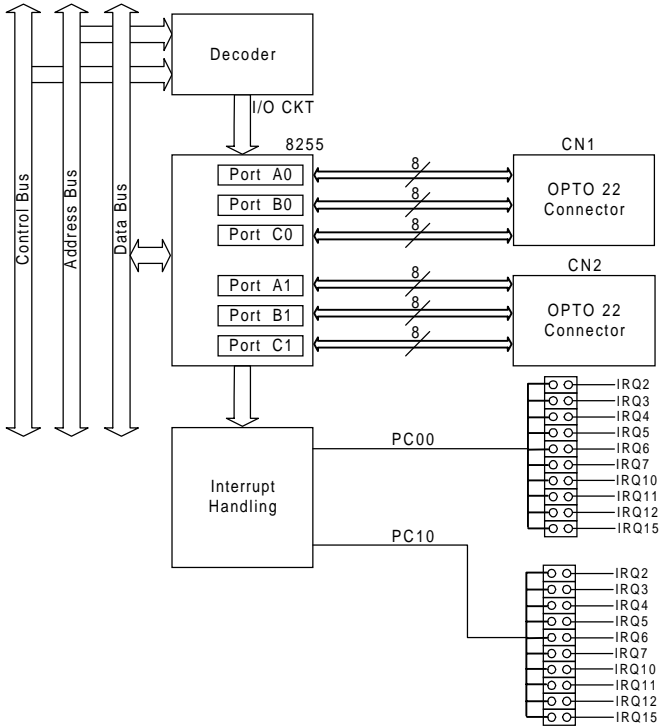 Control Bus
Address Bus
Data Bus
Decoder
I/O CKT
8255
Port A0
Port B0
Port C0
Port A1
Port B1
Port C1
8
8
8
8
8
8
CN1
OPTO 22
Connector
CN2
OPTO 22
Connector
Interrupt
Handling
PC00
IRQ2
IRQ3
IRQ4
IRQ5
IRQ6
IRQ7
IRQ10
IRQ11
IRQ12
IRQ15
PC10
IRQ2
IRQ3
IRQ4
IRQ5
IRQ6
IRQ7
IRQ10
IRQ11
IRQ12
IRQ15